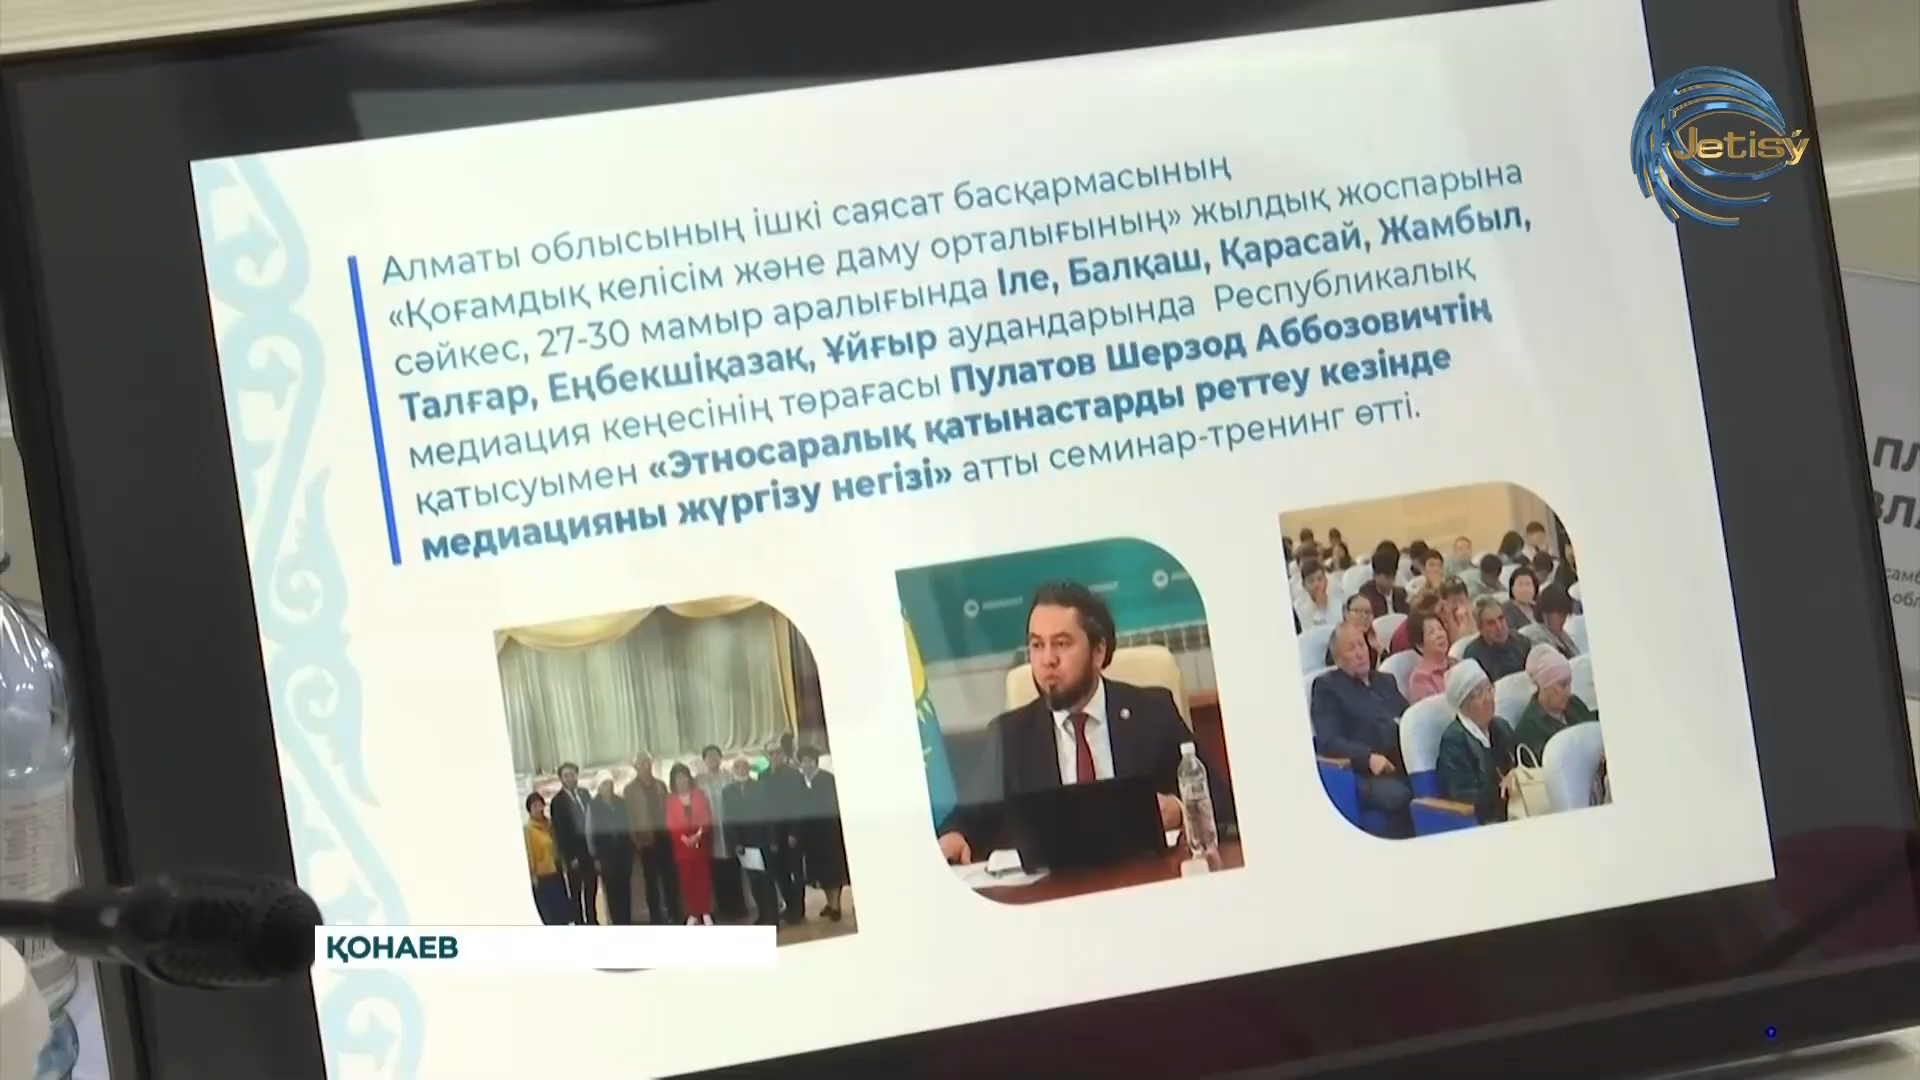 Jetisý
Алматы облысының ішкі саясат басқармасының
«Қоғамдық келісім және даму орталығының» жылдық жоспарына
сәйкес, 27-30 мамыр аралығында Іле, Балқаш, Қарасай, Жамбыл,
Талғар, Еңбекшіқазақ, Ұйғыр аудандарында Республикалық
медиация кеңесінің төрағасы Пулатов Шерзод Аббозовичтің
қатысуымен «Этносаралық қатынастарды реттеу кезінде
медиацияны жүргізу негізі» атты семинар-тренинг өтті.
ҚОНАЕВ